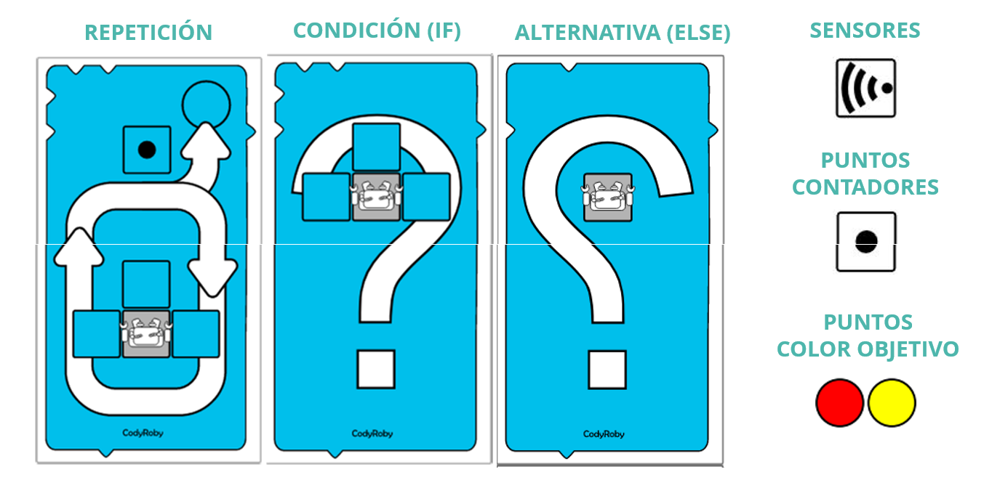 REPETICIÓN
CONDICIÓN (IF)
ALTERNATIVA (ELSE)
SENSORES
PUNTOS
CONTADORES
PUNTOS
COLOR OBJETIVO
CodyRoby
CodyRoby
CodyRoby